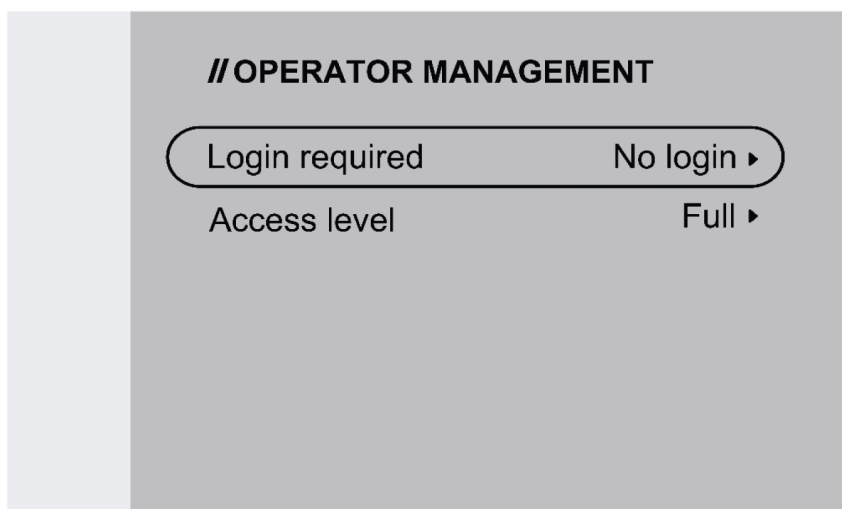 // OPERATOR MANAGEMENT
Login required No login ▸
Access level Full ▸